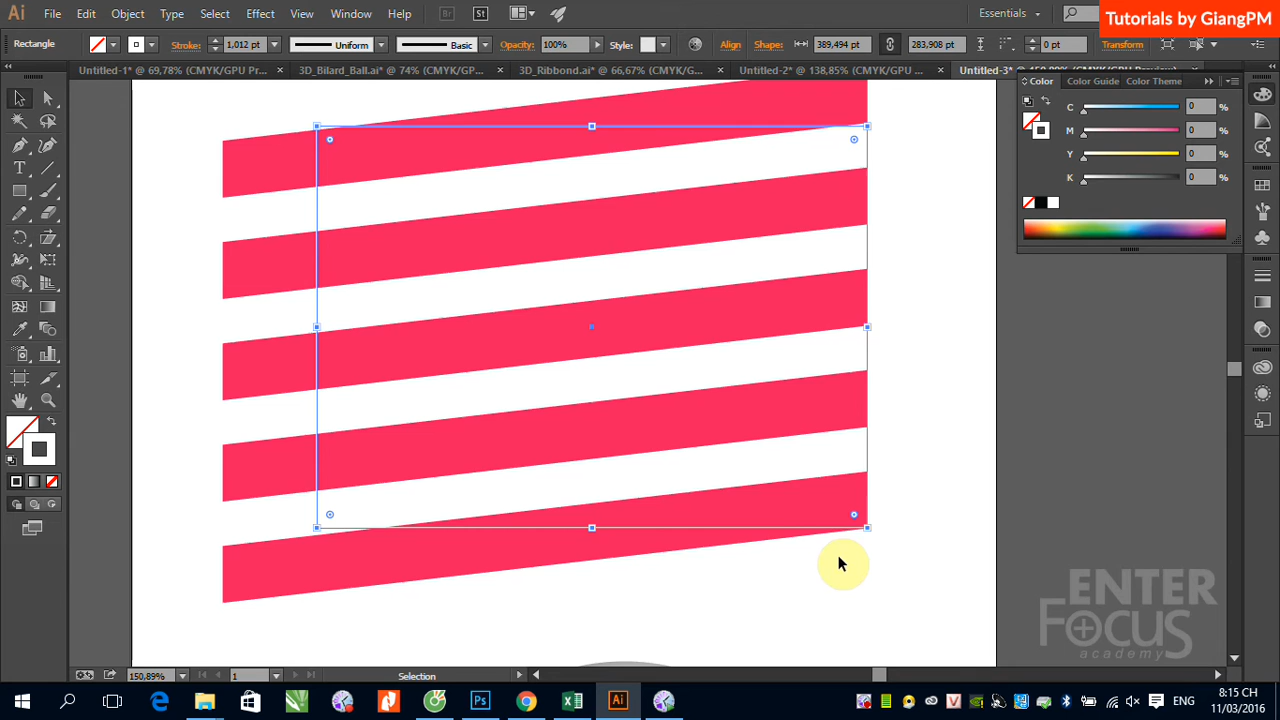 Ai File Edit Object Type Select Effect View Window Help Br St Essentials
Tutorials by GiangPM
Rectangle Stroke: 1,012 pt Uniform Basic Opacity: 100% Style: Align Shape: 389,494 pt 283,908 pt 0 pt Transform
Untitled-1* @ 69,78% (CMYK/GPU Pr... 3D_Bilard_Ball.ai* @ 74% (CMYK/GP... 3D_Ribbond.ai* @ 66,67% (CMYK/G... Untitled-2* @ 138,85% (CMYK/GPU ...
Color Color Guide Color Theme
C 0 %
M 0 %
Y 0 %
K 0 %
ENTER
FOCUS
academy
150,89% 1 Selection
Ps Ai V ENG 8:15 CH
11/03/2016